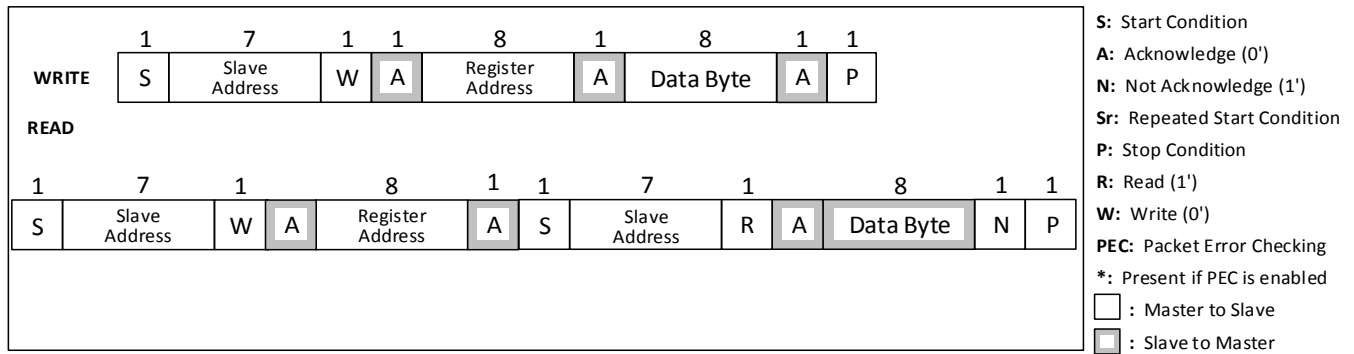 1 7 1 1 8 1 8 1 1
WRITE S Slave Address W A Register Address A Data Byte A P
READ
1 7 1 8 1 1 7 1 8 1 1
S Slave Address W A Register Address A S Slave Address R A Data Byte N P
S: Start Condition
A: Acknowledge (0')
N: Not Acknowledge (1')
Sr: Repeated Start Condition
P: Stop Condition
R: Read (1')
W: Write (0')
PEC: Packet Error Checking
*: Present if PEC is enabled
: Master to Slave
: Slave to Master